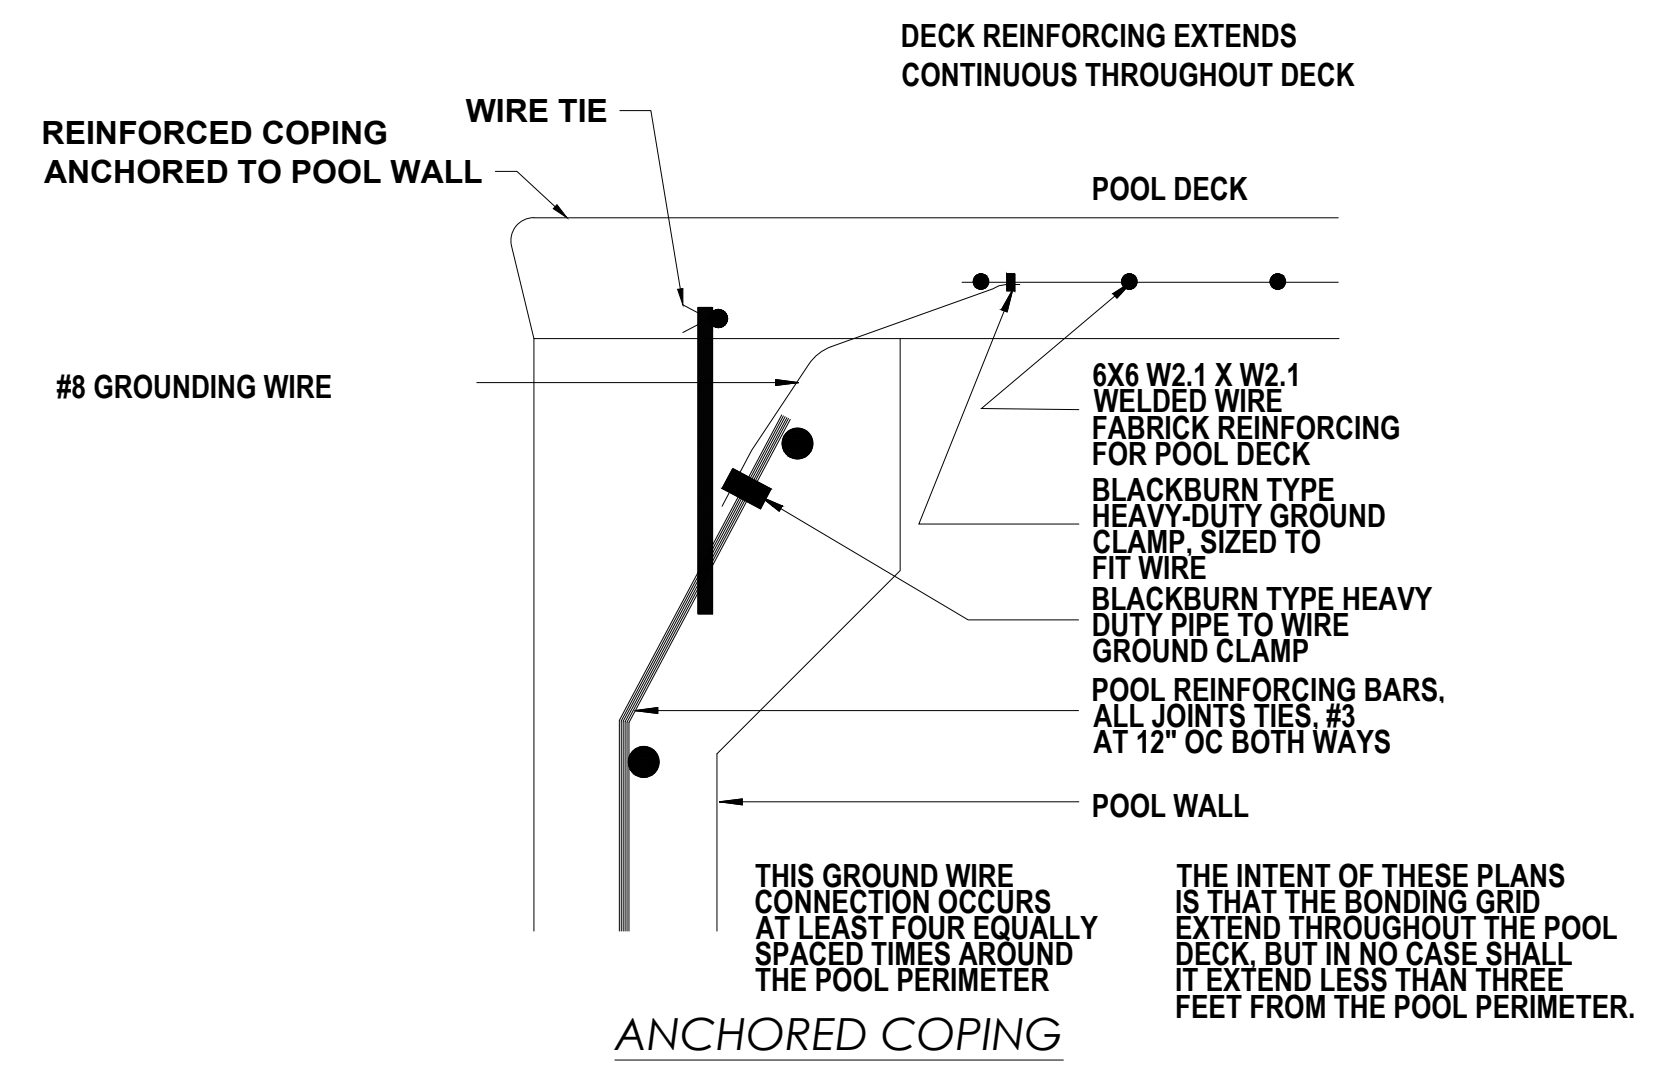 DECK REINFORCING EXTENDS
CONTINUOUS THROUGHOUT DECK
WIRE TIE
REINFORCED COPING
ANCHORED TO POOL WALL
POOL DECK
#8 GROUNDING WIRE
6X6 W2.1 X W2.1
WELDED WIRE
FABRICK REINFORCING
FOR POOL DECK
BLACKBURN TYPE
HEAVY-DUTY GROUND
CLAMP, SIZED TO
FIT WIRE
BLACKBURN TYPE HEAVY
DUTY PIPE TO WIRE
GROUND CLAMP
POOL REINFORCING BARS,
ALL JOINTS TIES, #3
AT 12" OC BOTH WAYS
POOL WALL
THIS GROUND WIRE
CONNECTION OCCURS
AT LEAST FOUR EQUALLY
SPACED TIMES AROUND
THE POOL PERIMETER
THE INTENT OF THESE PLANS
IS THAT THE BONDING GRID
EXTEND THROUGHOUT THE POOL
DECK, BUT IN NO CASE SHALL
IT EXTEND LESS THAN THREE
FEET FROM THE POOL PERIMETER.
ANCHORED COPING